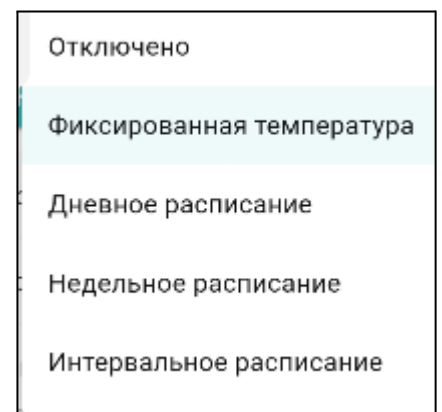 Отключено
Фиксированная температура
Дневное расписание
Недельное расписание
Интервальное расписание